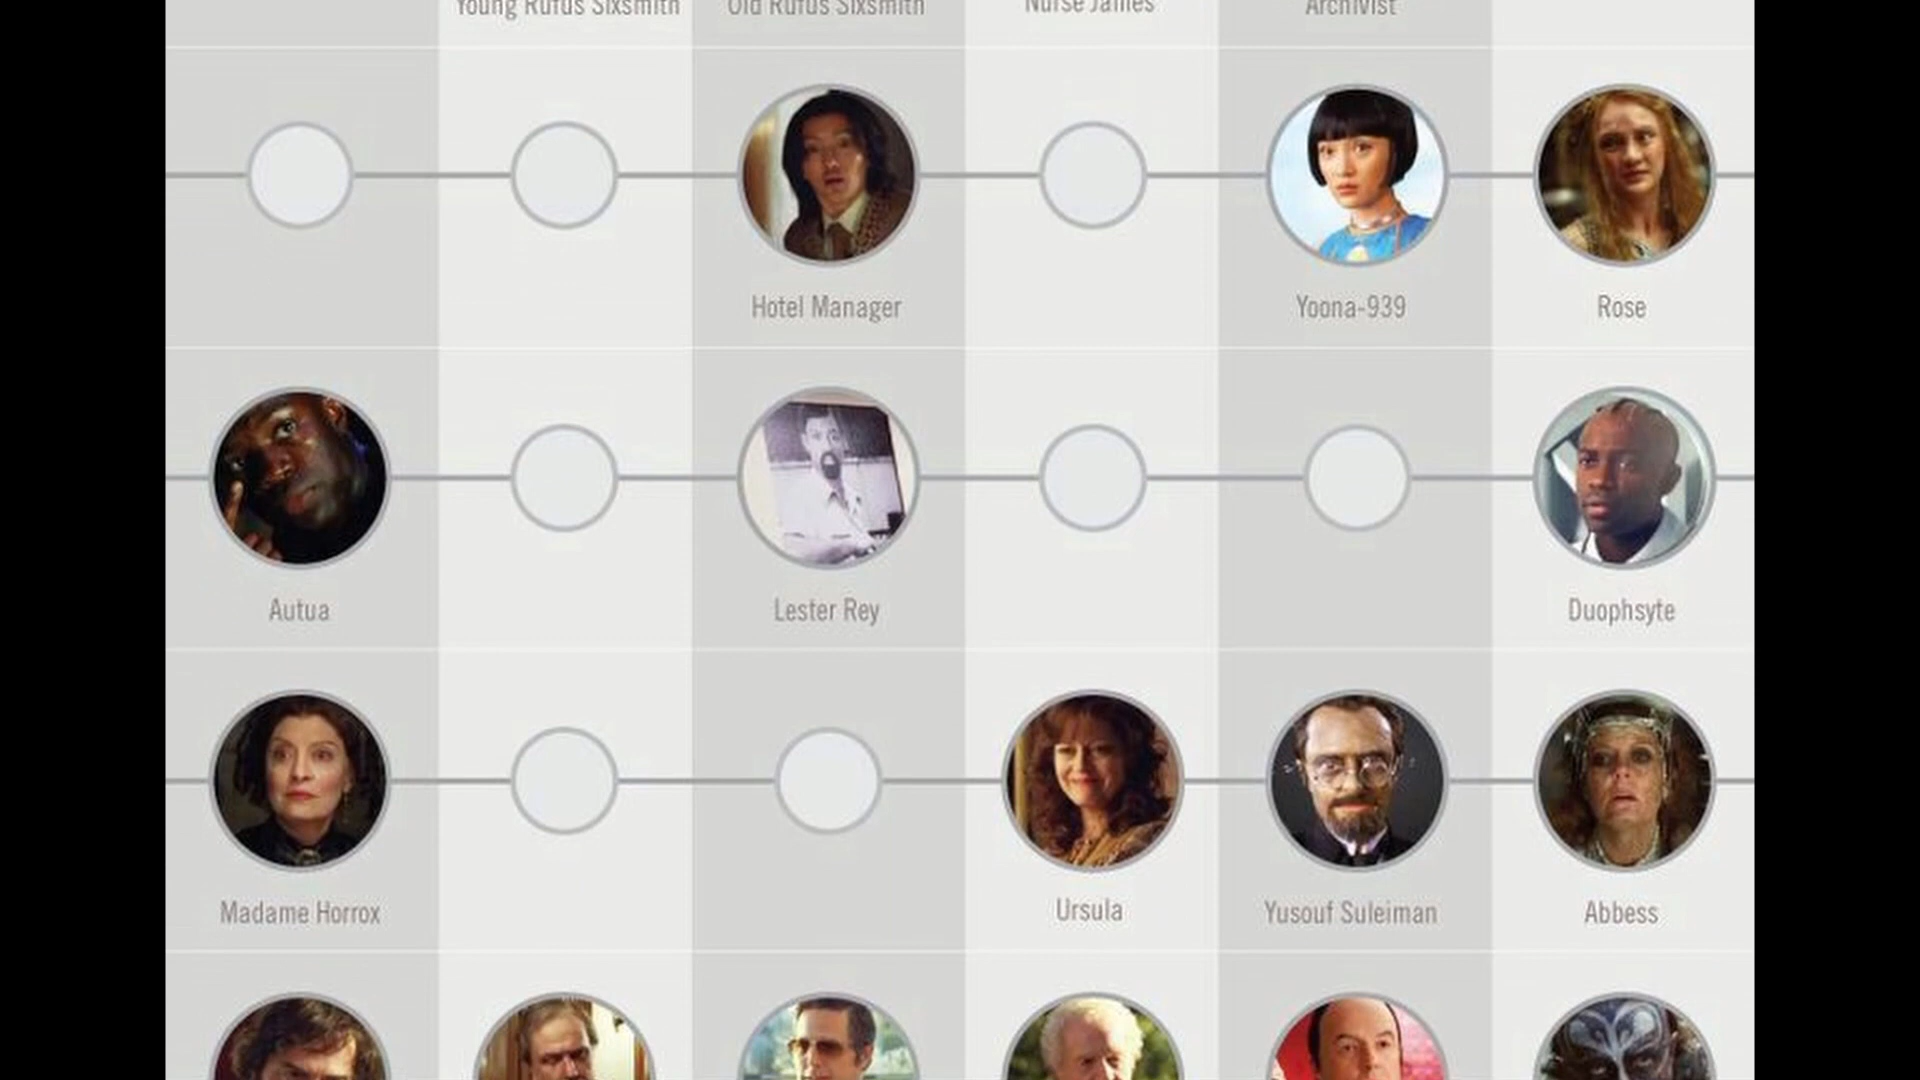 Young Rufus Sixsmith
Old Rufus Sixsmith
Nurse James
Archivist
Hotel Manager
Yoona-939
Rose
Autua
Lester Rey
Duophsyte
Madame Horrox
Ursula
Yusouf Suleiman
Abbess